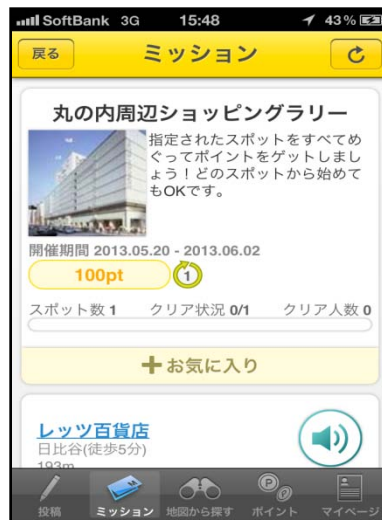 SoftBank 3G 15:48 43%
戻る ミッション
丸の内周辺ショッピングラリー
指定されたスポットをすべてめ
ぐってポイントをゲットしまし
ょう！どのスポットから始めて
もOKです。
開催期間 2013.05.20 - 2013.06.02
100pt 1
スポット数 1 クリア状況 0/1 クリア人数 0
お気に入り
レッツ百貨店
日比谷(徒歩5分)
193m
投稿 ミッション 地図から探す ポイント マイページ